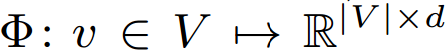 Φ: v ∈ V ↦ ℝ^{|V|×d}